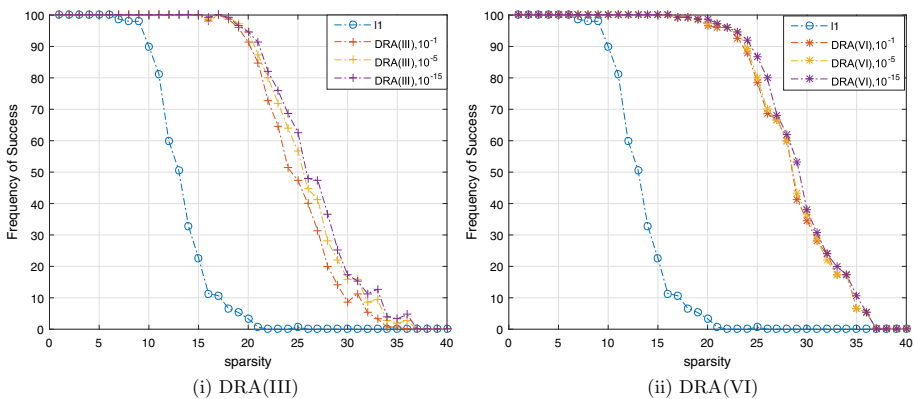 100
90
80
70
60
50
40
30
20
10
0
Frequency of Success
0 5 10 15 20 25 30 35 40
sparsity
l1
DRA(III),10^-1
DRA(III),10^-5
DRA(III),10^-15
(i) DRA(III)
100
90
80
70
60
50
40
30
20
10
0
Frequency of Success
0 5 10 15 20 25 30 35 40
sparsity
l1
DRA(VI),10^-1
DRA(VI),10^-5
DRA(VI),10^-15
(ii) DRA(VI)